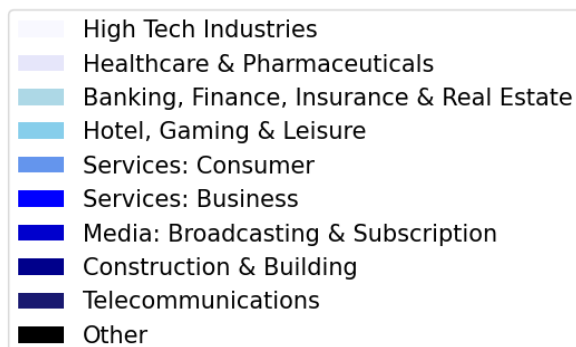 High Tech Industries
Healthcare & Pharmaceuticals
Banking, Finance, Insurance & Real Estate
Hotel, Gaming & Leisure
Services: Consumer
Services: Business
Media: Broadcasting & Subscription
Construction & Building
Telecommunications
Other